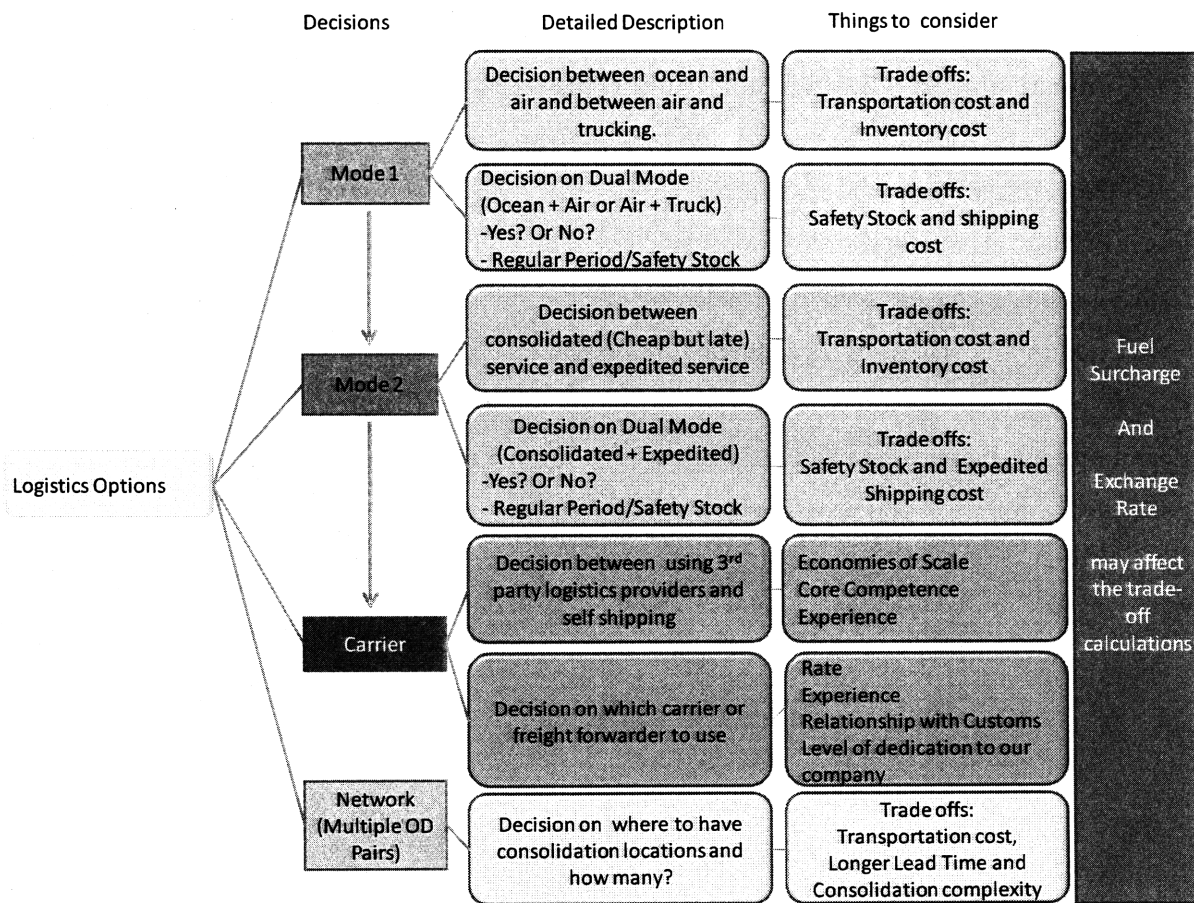 Decisions
Detailed Description
Things to consider
Decision between ocean and
air and between air and
trucking.
Trade offs:
Transportation cost and
Inventory cost
Mode 1
Decision on Dual Mode
(Ocean + Air or Air + Truck)
-Yes? Or No?
- Regular Period/Safety Stock
Trade offs:
Safety Stock and shipping
cost
Decision between
consolidated (Cheap but late)
service and expedited service
Trade offs:
Transportation cost and
Inventory cost
Mode 2
Decision on Dual Mode
(Consolidated + Expedited)
-Yes? Or No?
- Regular Period/Safety Stock
Trade offs:
Safety Stock and Expedited
Shipping cost
Logistics Options
Decision between using 3rd
party logistics providers and
self shipping
Economies of Scale
Core Competence
Experience
Carrier
Decision on which carrier or
freight forwarder to use
Rate
Experience
Relationship with Customs
Level of dedication to our
company
Network
(Multiple OD
Pairs)
Decision on where to have
consolidation locations and
how many?
Trade offs:
Transportation cost,
Longer Lead Time and
Consolidation complexity
Fuel
Surcharge
And
Exchange
Rate
may affect
the trade-
off
calculations